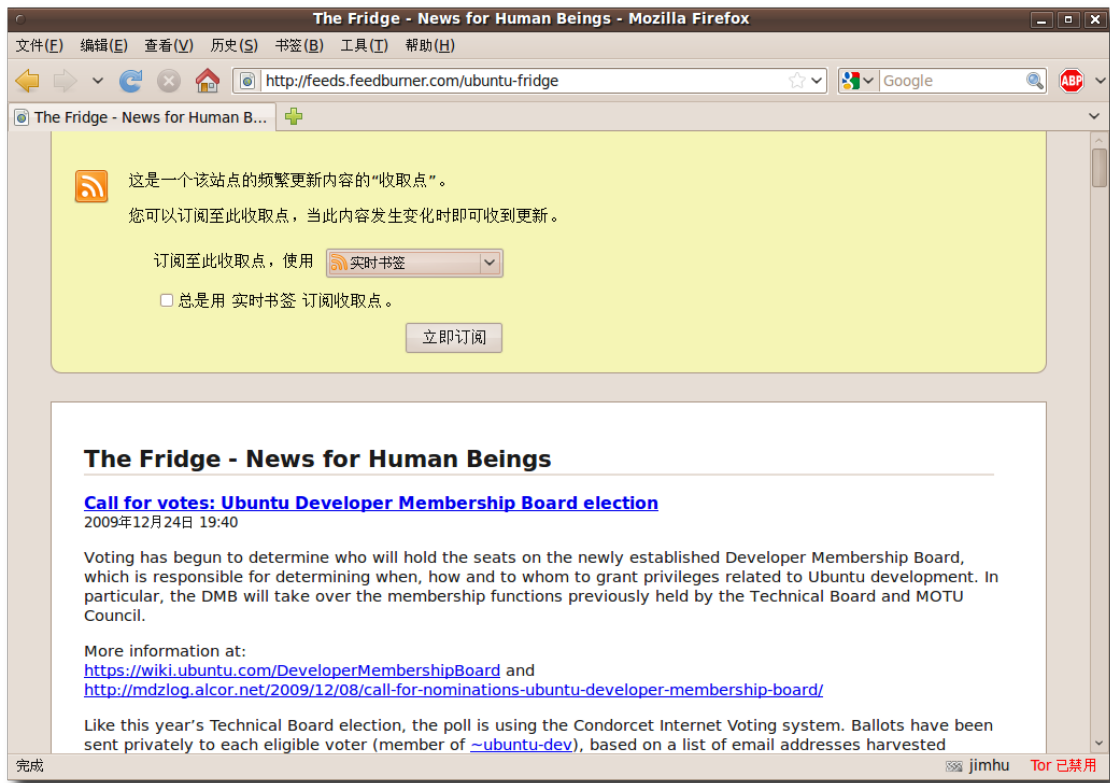 The Fridge - News for Human Beings - Mozilla Firefox
文件(F) 编辑(E) 查看(V) 历史(S) 书签(B) 工具(T) 帮助(H)
http://feeds.feedburner.com/ubuntu-fridge Google ABP
The Fridge - News for Human B...
这是一个该站点的频繁更新内容的“收取点”。
您可以订阅至此收取点，当此内容发生变化时即可收到更新。
订阅至此收取点，使用 实时书签
总是用 实时书签 订阅收取点。
立即订阅
The Fridge - News for Human Beings
Call for votes: Ubuntu Developer Membership Board election
2009年12月24日 19:40
Voting has begun to determine who will hold the seats on the newly established Developer Membership Board,
which is responsible for determining when, how and to whom to grant privileges related to Ubuntu development. In
particular, the DMB will take over the membership functions previously held by the Technical Board and MOTU
Council.
More information at:
https://wiki.ubuntu.com/DeveloperMembershipBoard and
http://mdzlog.alcor.net/2009/12/08/call-for-nominations-ubuntu-developer-membership-board/
Like this year’s Technical Board election, the poll is using the Condorcet Internet Voting system. Ballots have been
sent privately to each eligible voter (member of ~ubuntu-dev), based on a list of email addresses harvested
完成 jimhu Tor 已禁用